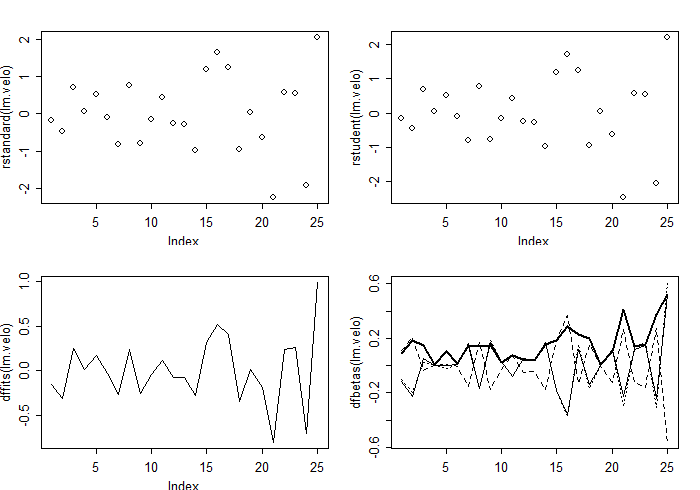 rstandard(lm.velo)
2
1
0
-1
-2
5 10 15 20 25
Index
rstudent(lm.velo)
2
1
0
-1
-2
5 10 15 20 25
Index
dffits(lm.velo)
1.0
0.5
0.0
-0.5
5 10 15 20 25
Index
dfbetas(lm.velo)
0.6
0.2
-0.2
-0.6
5 10 15 20 25